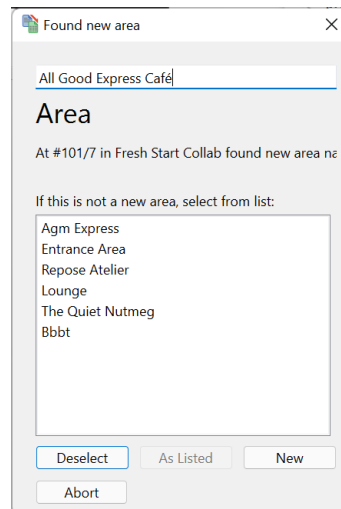 Found new area
All Good Express Café
Area
At #101/7 in Fresh Start Collab found new area na
If this is not a new area, select from list:
Agm Express
Entrance Area
Repose Atelier
Lounge
The Quiet Nutmeg
Bbbt
Deselect As Listed New
Abort